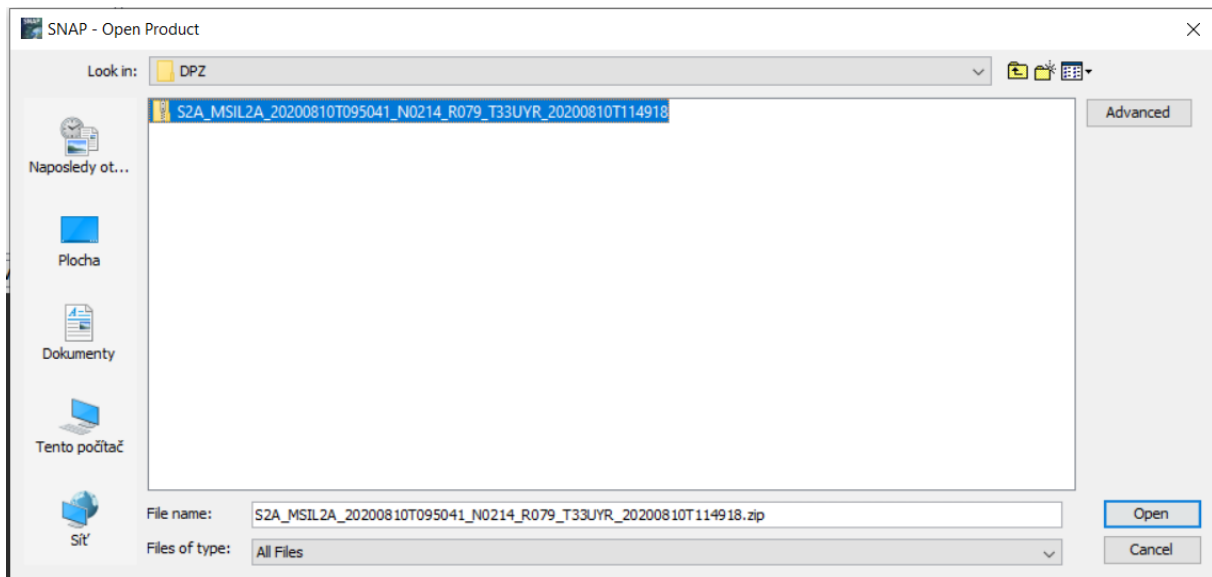 SNAP - Open Product
Look in:
DPZ
S2A_MSIL2A_20200810T095041_N0214_R079_T33UYR_20200810T114918
Advanced
Naposledy ot...
Plocha
Dokumenty
Tento počítač
Síť
File name:
S2A_MSIL2A_20200810T095041_N0214_R079_T33UYR_20200810T114918.zip
Open
Files of type:
All Files
Cancel